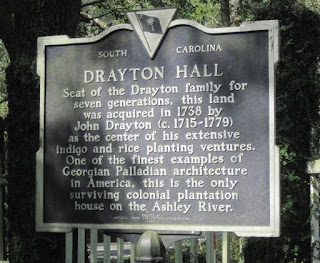 SOUTH CAROLINA
DRAYTON HALL
Seat of the Drayton family for
seven generations, this land
was acquired in 1738 by
John Drayton (c. 1715-1779)
as the center of his extensive
indigo and rice planting ventures.
One of the finest examples of
Georgian Palladian architecture
in America, this is the only
surviving colonial plantation
house on the Ashley River.